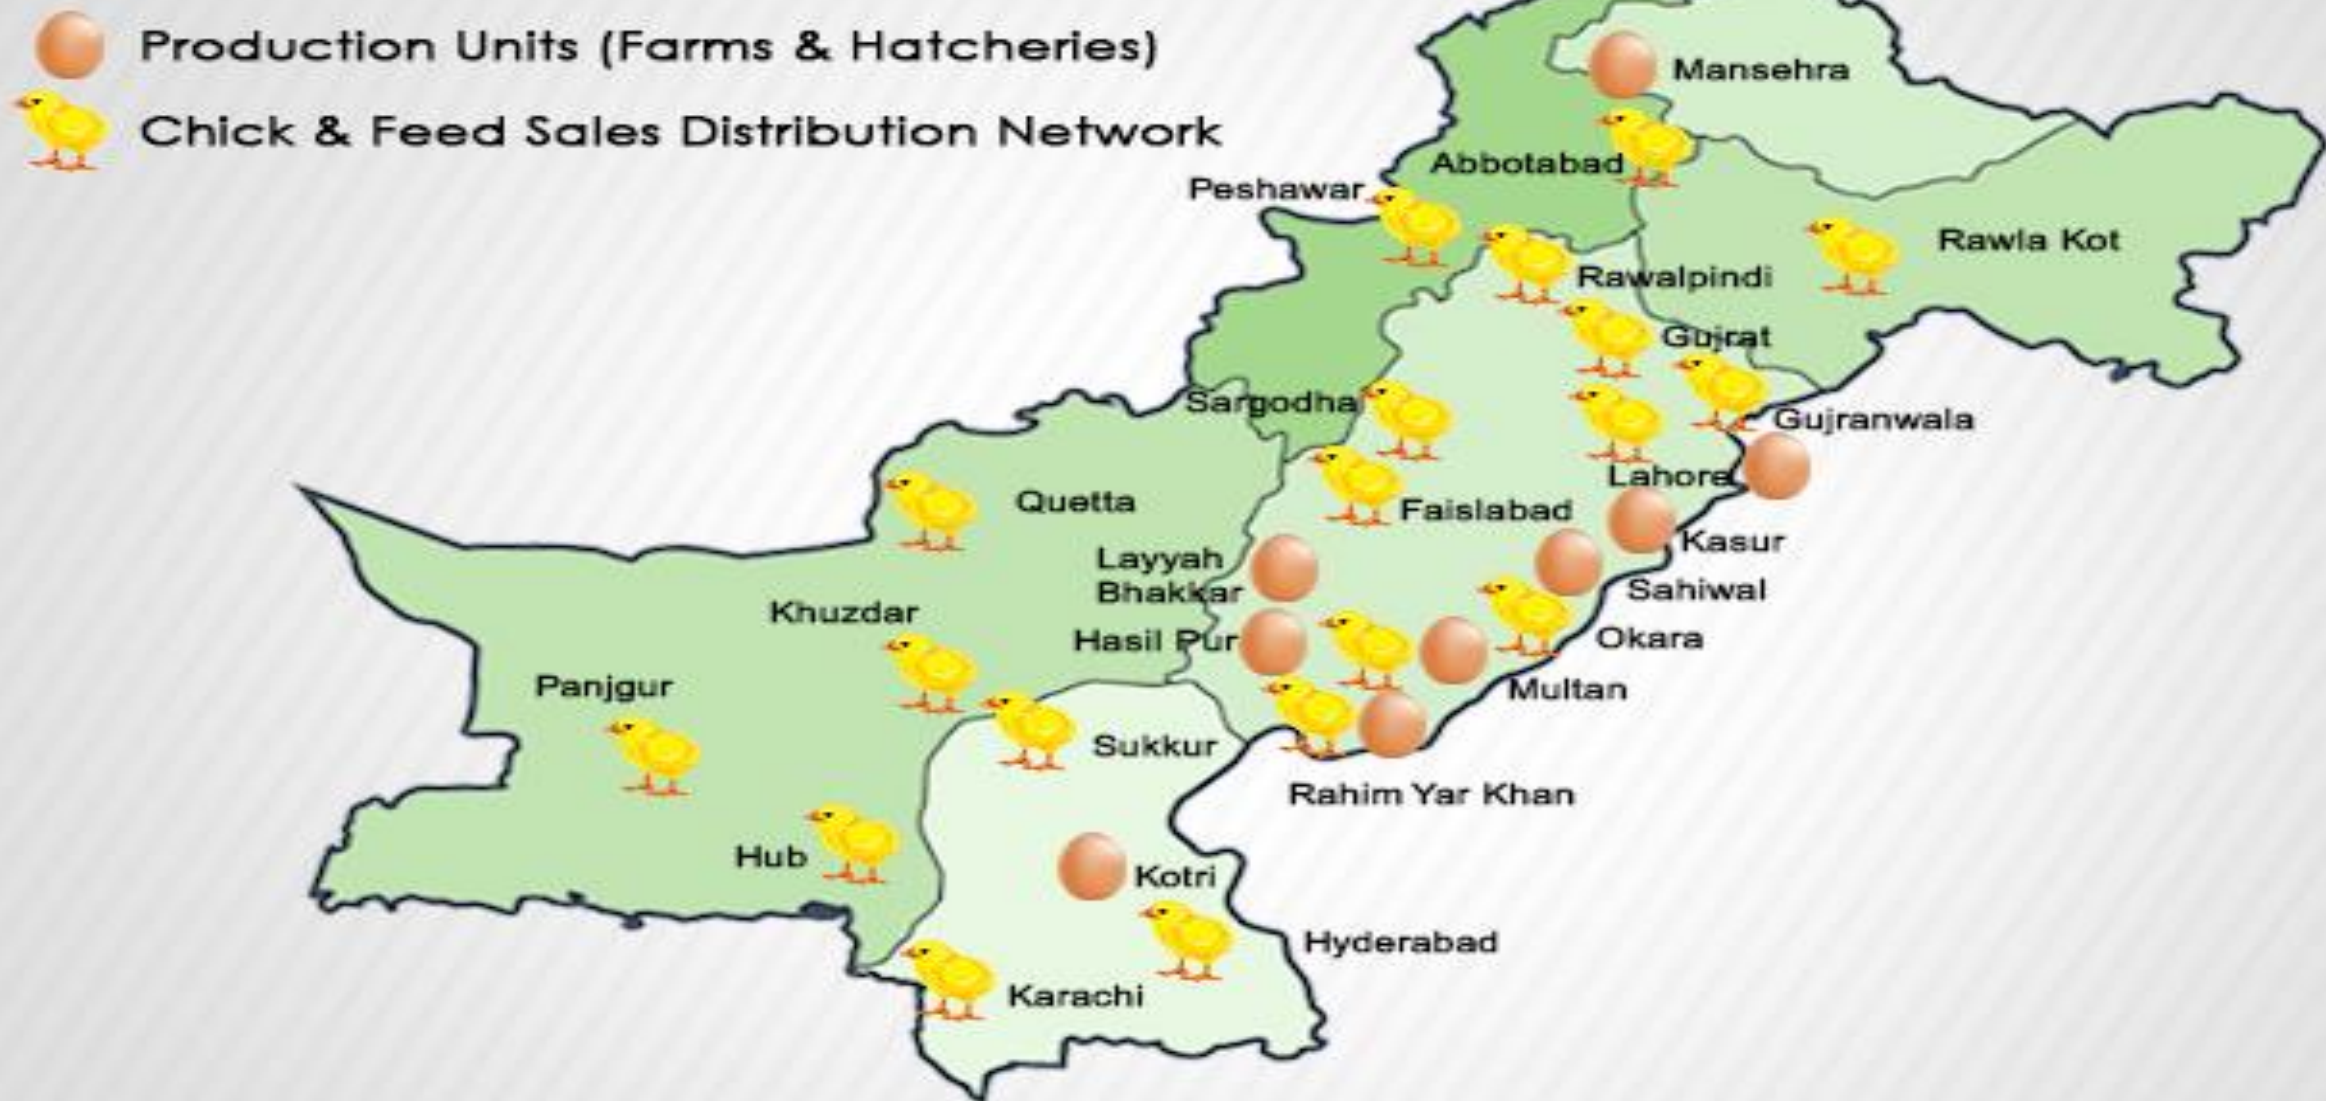 Production Units (Farms & Hatcheries)
Chick & Feed Sales Distribution Network
Mansehra
Abbotabad
Peshawar
Rawla Kot
Rawalpindi
Gujrat
Sargodha
Gujranwala
Lahore
Quetta
Faislabad
Kasur
Layyah
Bhakkar
Sahiwal
Khuzdar
Hasil Pur
Okara
Panjgur
Multan
Sukkur
Rahim Yar Khan
Hub
Kotri
Hyderabad
Karachi